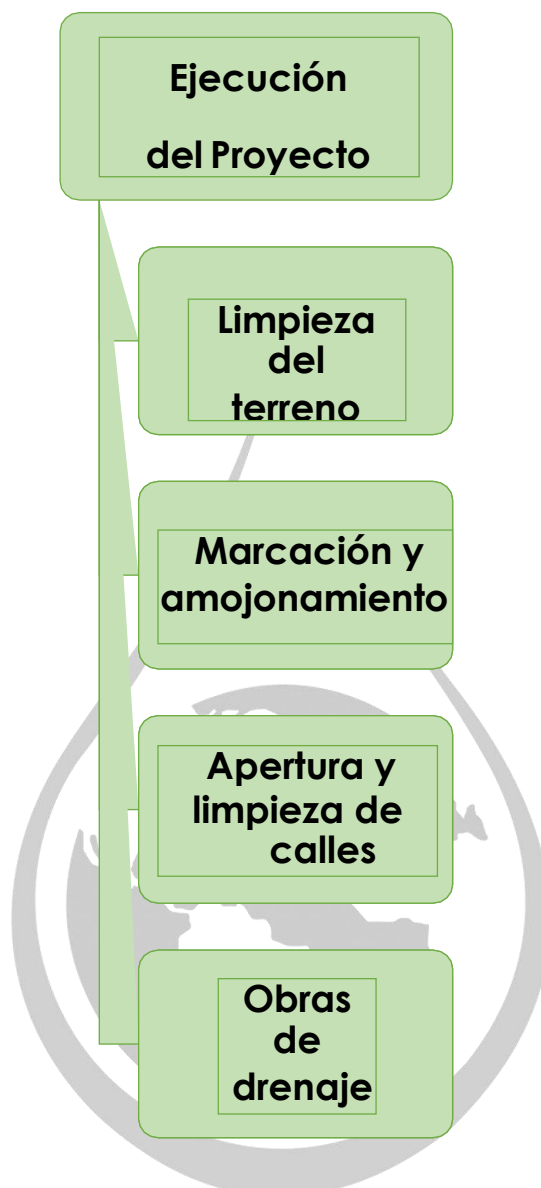 Ejecución
del Proyecto
Limpieza
del
terreno
Marcación y
amojonamiento
Apertura y
limpieza de
calles
Obras
de
drenaje